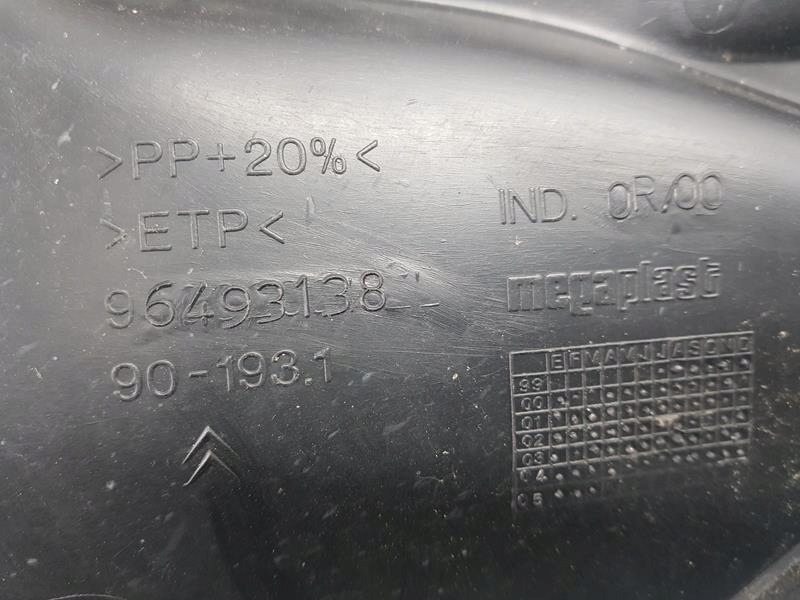 >PP+20%<
>ETP<
96493138
90-193.1
IND. 0R/00
megaplast
E F M A M J J A S O N D
99
00
01
02
03
04
05